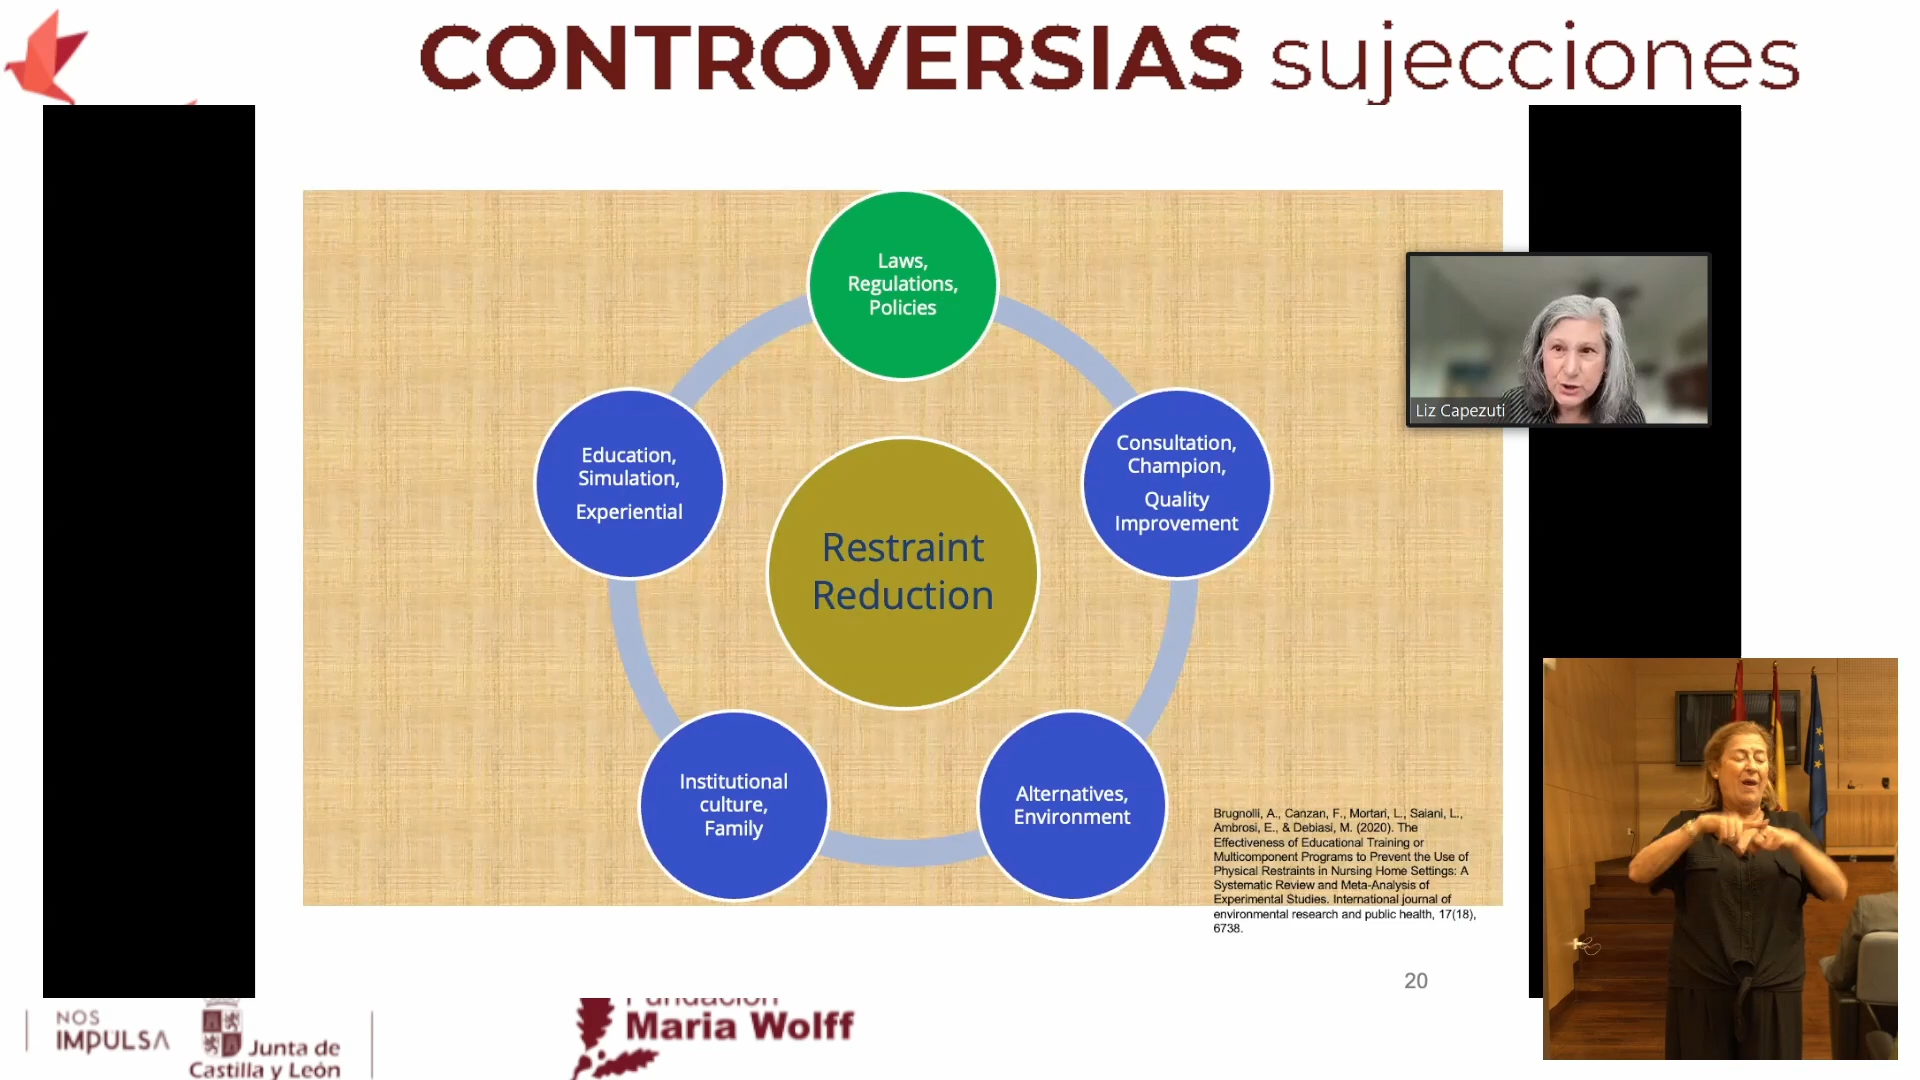 CONTROVERSIAS sujecciones
Laws,
Regulations,
Policies
Liz Capezuti
Education,
Simulation,
Experiential
Consultation,
Champion,
Quality
Improvement
Restraint
Reduction
Institutional
culture,
Family
Alternatives,
Environment
Brugnolli, A., Canzan, F., Mortari, L., Saiani, L.,
Ambrosi, E., & Debiasi, M. (2020). The
Effectiveness of Educational Training or
Multicomponent Programs to Prevent the Use of
Physical Restraints in Nursing Home Settings: A
Systematic Review and Meta-Analysis of
Experimental Studies. International journal of
environmental research and public health, 17(18),
6738.
20
NOS
IMPULSA
Junta de
Castilla y León
Fundación
Maria Wolff